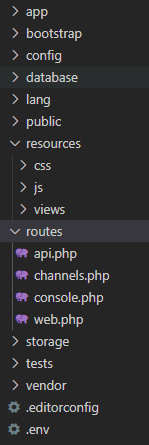 app
bootstrap
config
database
lang
public
resources
css
js
views
routes
api.php
channels.php
console.php
web.php
storage
tests
vendor
.editorconfig
.env